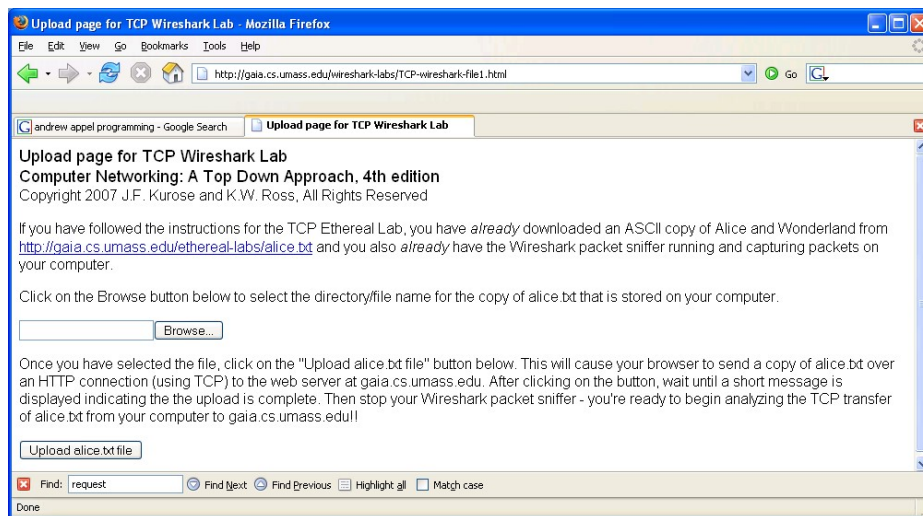 Upload page for TCP Wireshark Lab - Mozilla Firefox
File Edit View Go Bookmarks Tools Help
http://gaia.cs.umass.edu/wireshark-labs/TCP-wireshark-file1.html Go G
G andrew appel programming - Google Search Upload page for TCP Wireshark Lab
Upload page for TCP Wireshark Lab
Computer Networking: A Top Down Approach, 4th edition
Copyright 2007 J.F. Kurose and K.W. Ross, All Rights Reserved
If you have followed the instructions for the TCP Ethereal Lab, you have already downloaded an ASCII copy of Alice and Wonderland from
http://gaia.cs.umass.edu/ethereal-labs/alice.txt and you also already have the Wireshark packet sniffer running and capturing packets on
your computer.
Click on the Browse button below to select the directory/file name for the copy of alice.txt that is stored on your computer.
Browse...
Once you have selected the file, click on the "Upload alice.txt file" button below. This will cause your browser to send a copy of alice.txt over
an HTTP connection (using TCP) to the web server at gaia.cs.umass.edu. After clicking on the button, wait until a short message is
displayed indicating the the upload is complete. Then stop your Wireshark packet sniffer - you're ready to begin analyzing the TCP transfer
of alice.txt from your computer to gaia.cs.umass.edu!!
Upload alice.txt file
Find: request Find Next Find Previous Highlight all Match case
Done